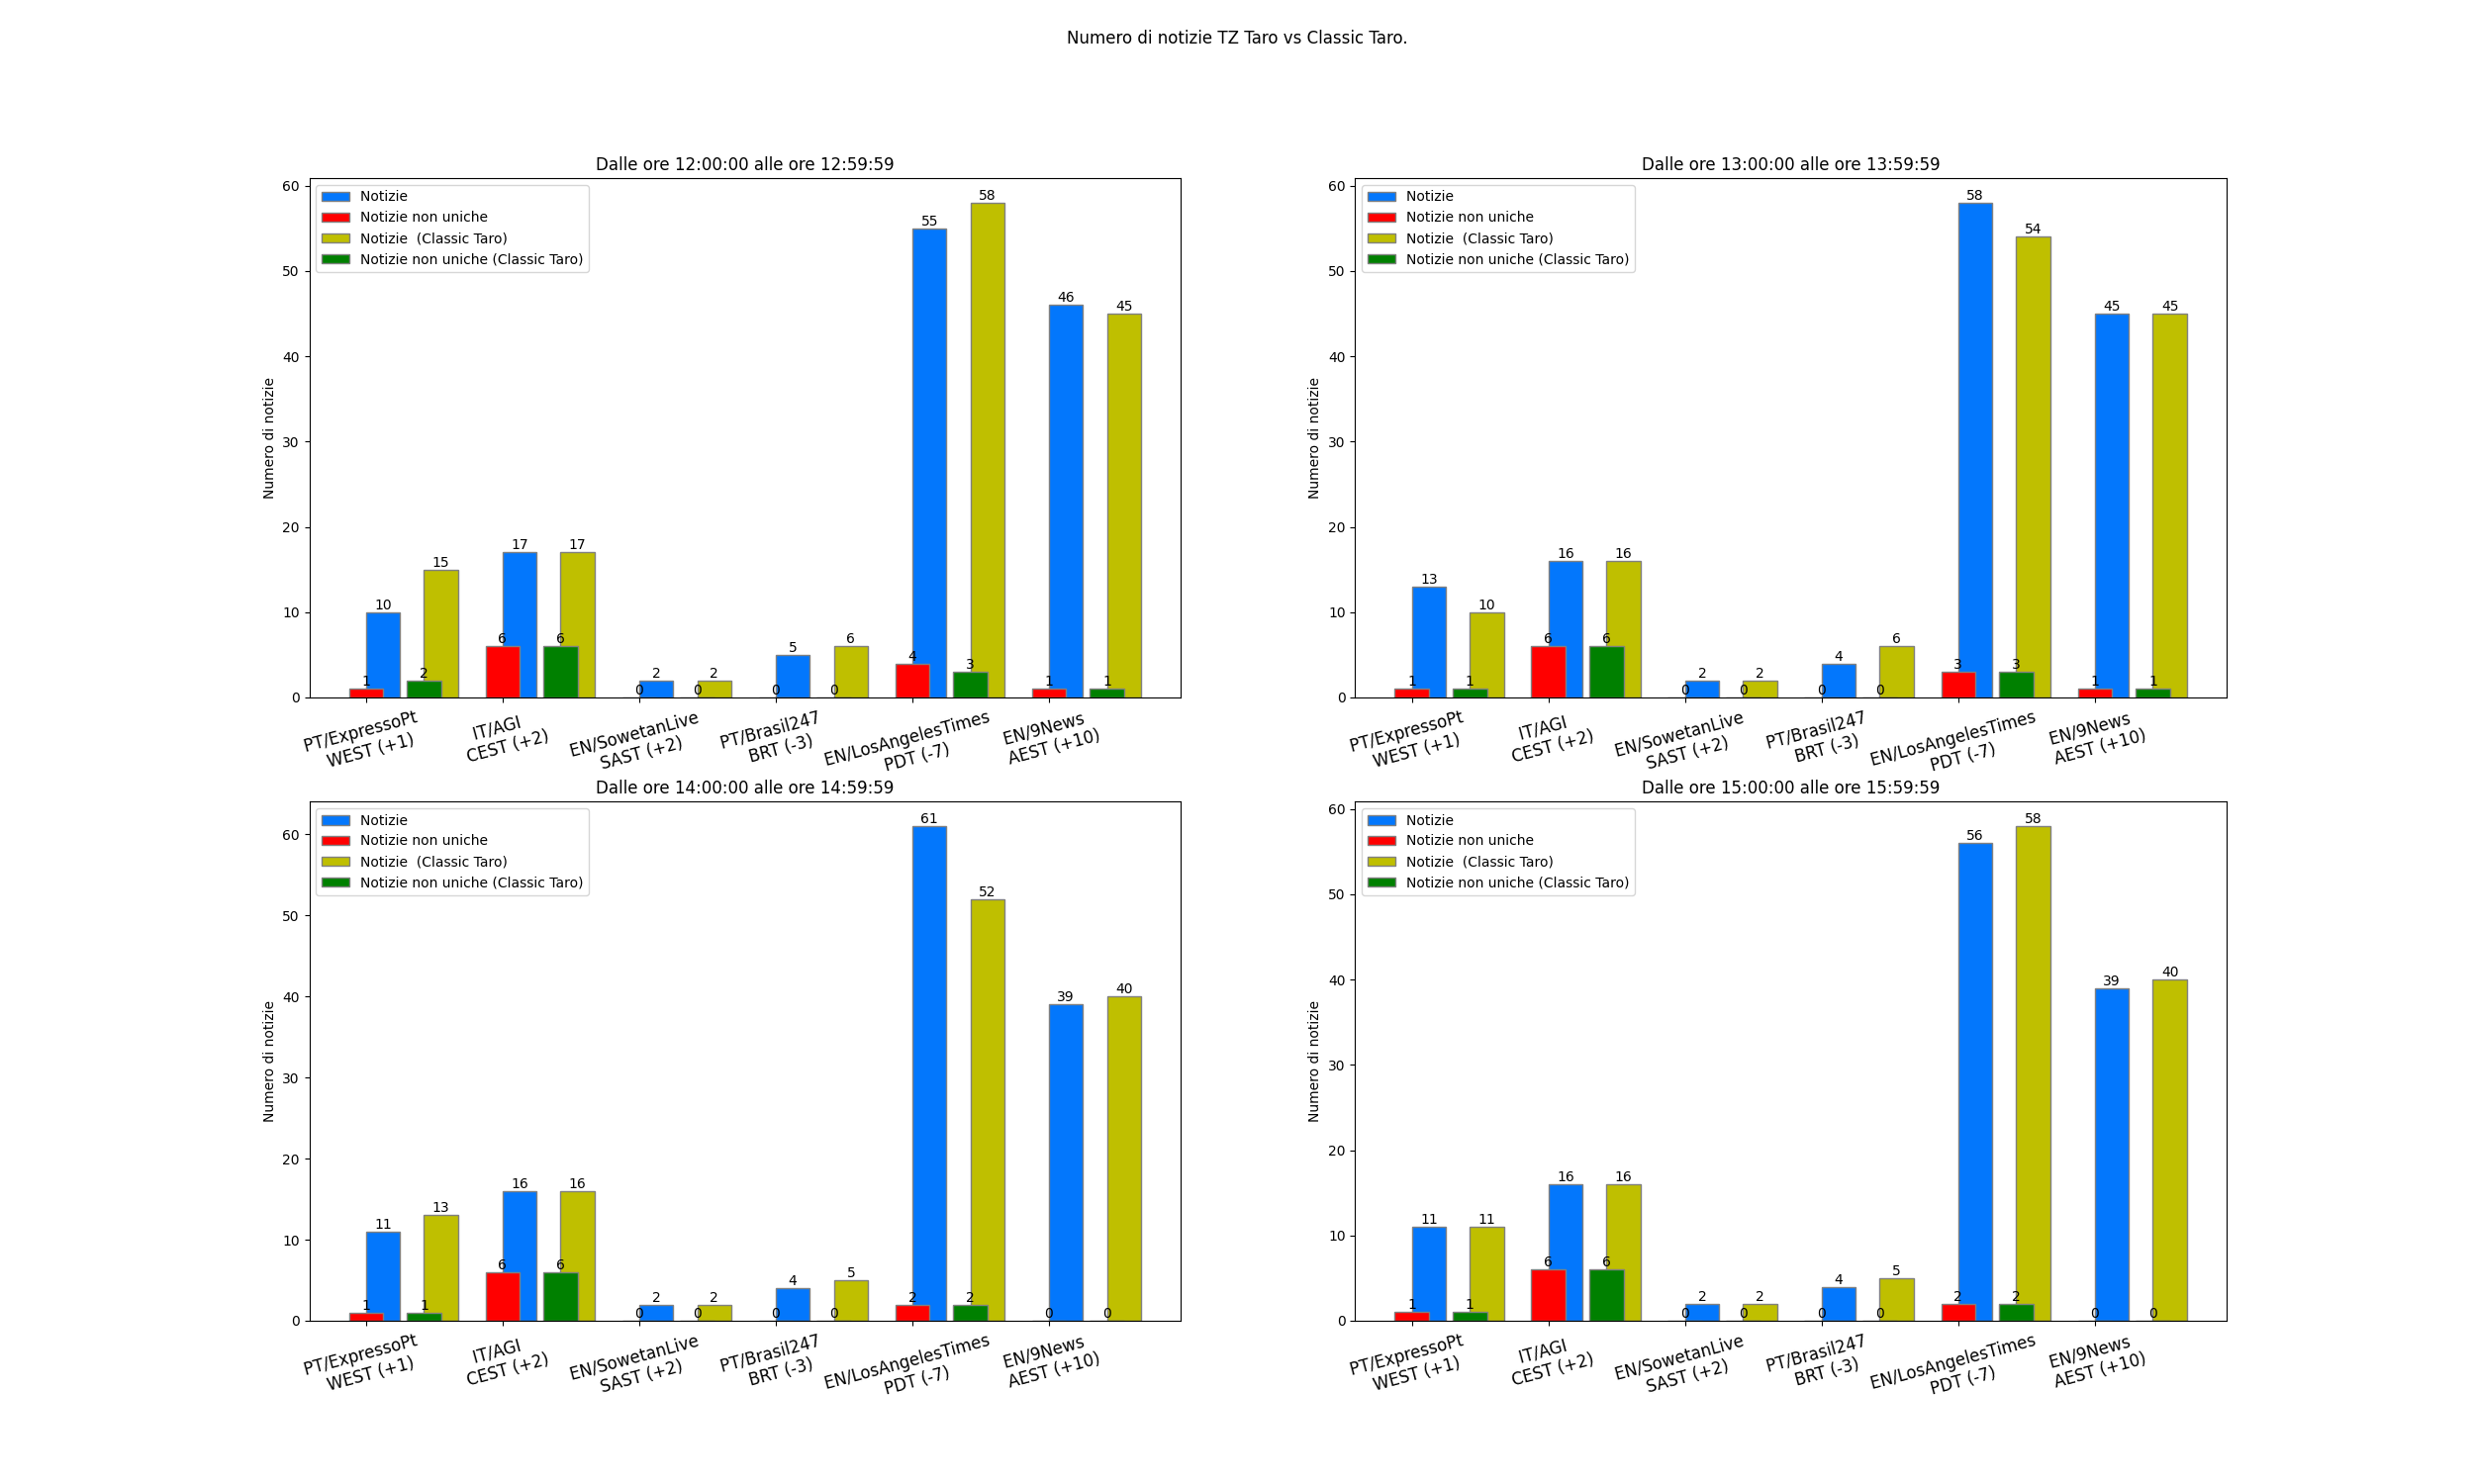 Numero di notizie TZ Taro vs Classic Taro.
Dalle ore 12:00:00 alle ore 12:59:59
Notizie
Notizie non uniche
Notizie  (Classic Taro)
Notizie non uniche (Classic Taro)
Numero di notizie
60
50
40
30
20
10
0
1
10
2
15
6
17
6
17
0
2
0
2
0
5
0
6
4
55
3
58
1
46
1
45
PT/ExpressoPt
WEST (+1)
IT/AGI
CEST (+2)
EN/SowetanLive
SAST (+2)
PT/Brasil247
BRT (-3)
EN/LosAngelesTimes
PDT (-7)
EN/9News
AEST (+10)
Dalle ore 13:00:00 alle ore 13:59:59
Notizie
Notizie non uniche
Notizie  (Classic Taro)
Notizie non uniche (Classic Taro)
Numero di notizie
60
50
40
30
20
10
0
1
13
1
10
6
16
6
16
0
2
0
2
0
4
0
6
3
58
3
54
1
45
1
45
PT/ExpressoPt
WEST (+1)
IT/AGI
CEST (+2)
EN/SowetanLive
SAST (+2)
PT/Brasil247
BRT (-3)
EN/LosAngelesTimes
PDT (-7)
EN/9News
AEST (+10)
Dalle ore 14:00:00 alle ore 14:59:59
Notizie
Notizie non uniche
Notizie  (Classic Taro)
Notizie non uniche (Classic Taro)
Numero di notizie
60
50
40
30
20
10
0
1
11
1
13
6
16
6
16
0
2
0
2
0
4
0
5
2
61
2
52
0
39
0
40
PT/ExpressoPt
WEST (+1)
IT/AGI
CEST (+2)
EN/SowetanLive
SAST (+2)
PT/Brasil247
BRT (-3)
EN/LosAngelesTimes
PDT (-7)
EN/9News
AEST (+10)
Dalle ore 15:00:00 alle ore 15:59:59
Notizie
Notizie non uniche
Notizie  (Classic Taro)
Notizie non uniche (Classic Taro)
Numero di notizie
60
50
40
30
20
10
0
1
11
1
11
6
16
6
16
0
2
0
2
0
4
0
5
2
56
2
58
0
39
0
40
PT/ExpressoPt
WEST (+1)
IT/AGI
CEST (+2)
EN/SowetanLive
SAST (+2)
PT/Brasil247
BRT (-3)
EN/LosAngelesTimes
PDT (-7)
EN/9News
AEST (+10)